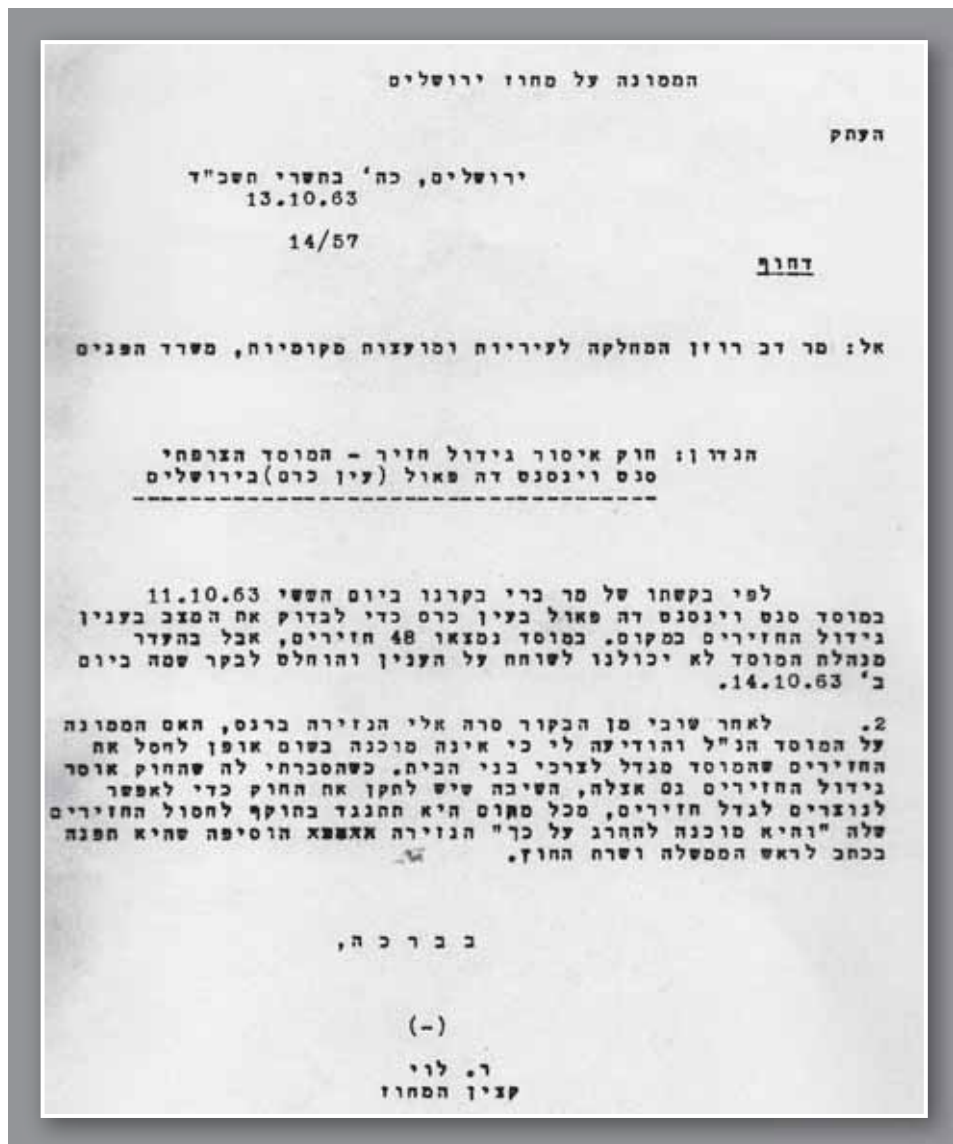 הממונה על מחוז ירושלים
העתק
ירושלים, כה' בתשרי תשכ"ד
13.10.63
14/57
דחוף
אל: מר דב רוזן המחלקה לעיריות ומועצות מקומיות, משרד הפנים
הנדון: חוק איסור גידול חזיר - המוסד הצרפתי
סנס וינסנס דה פאול (עין כרם)בירושלים
לפי בקשתו של מר ברי בקרנו ביום הששי 11.10.63
במוסד סנס וינסנס דה פאול בעין כרם כדי לבדוק את המצב בענין
גידול החזירים במקום. במוסד נמצאו 48 חזירים, אבל בהעדר
מנהלת המוסד לא יכולנו לשוחח על הענין והוחלט לבקר שמה ביום
ב' 14.10.63.
2. לאחר שובי מן הבקור סרה אלי הנזירה ברנס, האם הממונה
על המוסד הנ"ל והודיעה לי כי אינה מוכנה בשום אופן לחסל את
החזירים שהמוסד מגדל לצרכי בני הבית. כשהסברתי לה שהחוק אוסר
גידול החזירים גם אצלה, השיבה שיש לתקן את החוק כדי לאפשר
לנוצרים לגדל חזירים, מכל מקום היא תתנגד בתוקף לחסול החזירים
שלה "והיא מוכנה להחרג על כך" הנזירה הוסיפה שהיא תפנה
בכתב לראש הממשלה ושרת החוץ.
ב ב ר כ ה,
(-)
ר. לוי
קצין המחוז